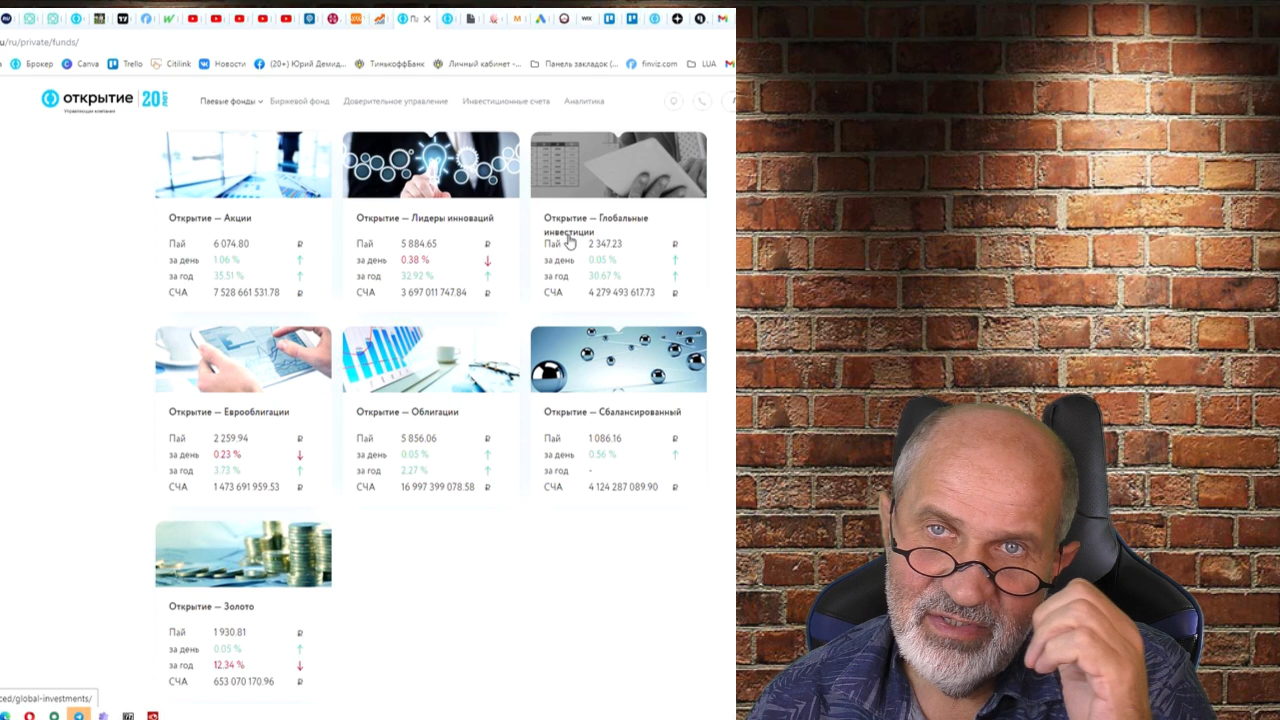 u/ru/private/funds/
Брокер
Canva
Trello
Citilink
Новости
(20+) Юрий Демид...
ТинькоффБанк
Личный кабинет -...
Панель закладок (...
finviz.com
LUA
открытие 20 лет
Управляющая компания
Паевые фонды Биржевой фонд Доверительное управление Инвестиционные счета Аналитика
Открытие — Акции
Пай 6 074.80 ₽
за день 1.06 % ↑
за год 35.51 % ↑
СЧА 7 528 661 531.78 ₽
Открытие — Лидеры инноваций
Пай 5 884.65 ₽
за день 0.38 % ↓
за год 32.92 % ↑
СЧА 3 697 011 747.84 ₽
Открытие — Глобальные
инвестиции
Пай 2 347.23 ₽
за день 0.05 % ↑
за год 30.67 % ↑
СЧА 4 279 493 617.73 ₽
Открытие — Еврооблигации
Пай 2 259.94 ₽
за день 0.23 % ↓
за год 3.73 % ↑
СЧА 1 473 691 959.53 ₽
Открытие — Облигации
Пай 5 856.06 ₽
за день 0.05 % ↑
за год 2.27 % ↑
СЧА 16 997 399 078.58 ₽
Открытие — Сбалансированный
Пай 1 086.16 ₽
за день 0.56 % ↑
за год -
СЧА 4 124 287 089.90 ₽
Открытие — Золото
Пай 1 930.81 ₽
за день 0.05 % ↑
за год 12.34 % ↓
СЧА 653 070 170.96 ₽
ced/global-investments/